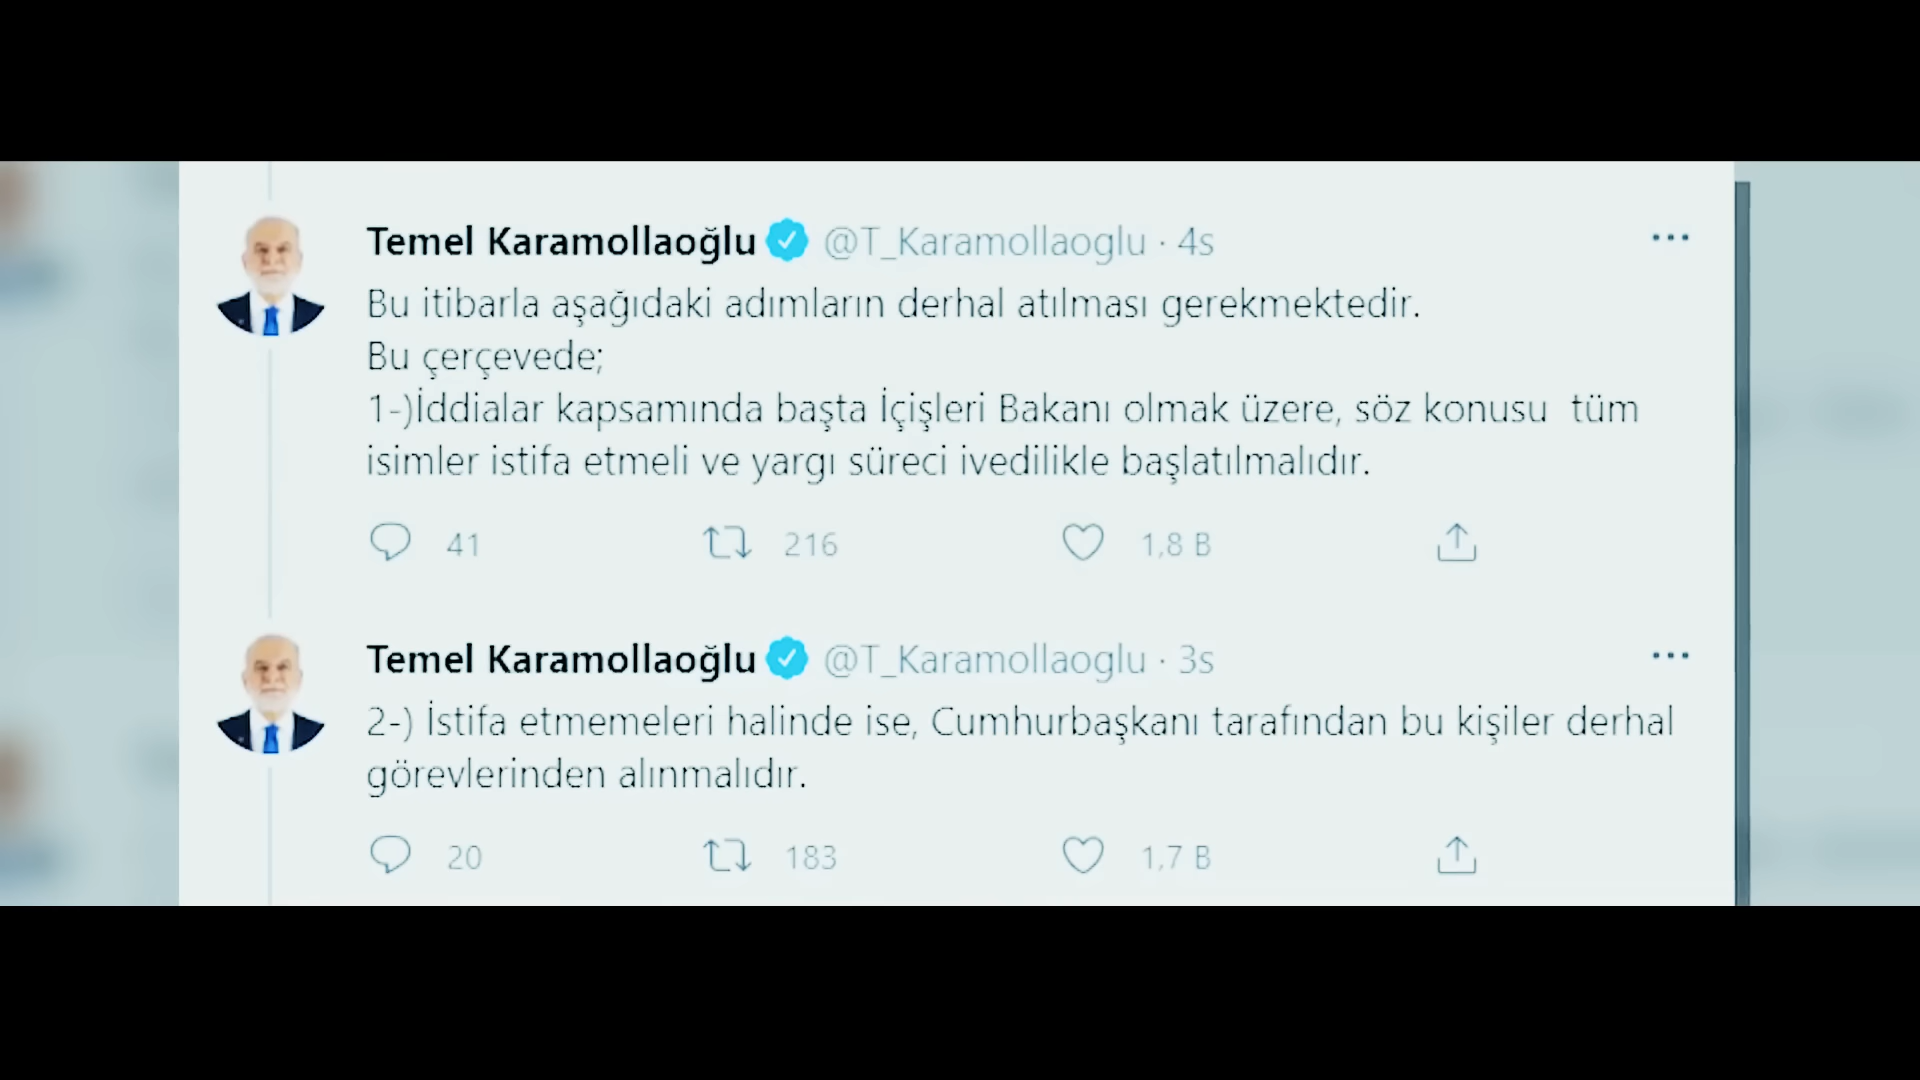 Temel Karamollaoğlu @T_Karamollaoglu · 4s
Bu itibarla aşağıdaki adımların derhal atılması gerekmektedir.
Bu çerçevede;
1-)İddialar kapsamında başta İçişleri Bakanı olmak üzere, söz konusu tüm
isimler istifa etmeli ve yargı süreci ivedilikle başlatılmalıdır.
41 216 1,8 B
Temel Karamollaoğlu @T_Karamollaoglu · 3s
2-) İstifa etmemeleri halinde ise, Cumhurbaşkanı tarafından bu kişiler derhal
görevlerinden alınmalıdır.
20 183 1,7 B